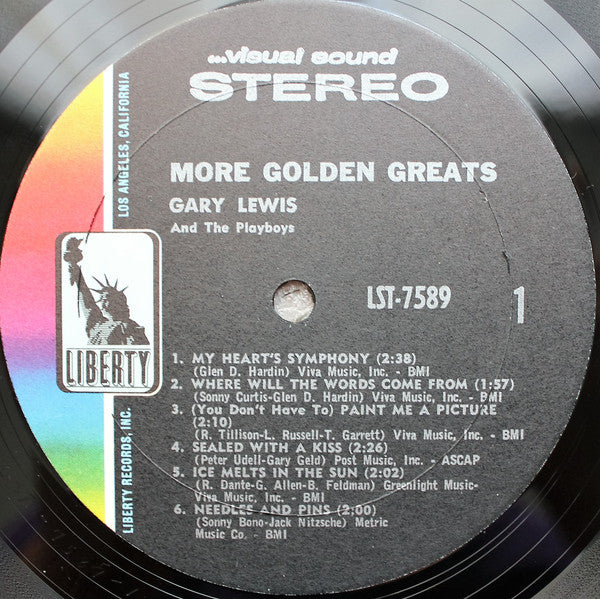 ...visual sound
STEREO
MORE GOLDEN GREATS
GARY LEWIS
And The Playboys
LST-7589
1
LOS ANGELES, CALIFORNIA
LIBERTY
LIBERTY RECORDS, INC.
1. MY HEART'S SYMPHONY (2:38)
(Glen D. Hardin) Viva Music, Inc. - BMI
2. WHERE WILL THE WORDS COME FROM (1:57)
(Sonny Curtis-Glen D. Hardin) Viva Music, Inc. - BMI
3. (You Don't Have To) PAINT ME A PICTURE
(2:10)
(R. Tillison-L. Russell-T. Garrett) Viva Music, Inc. - BMI
4. SEALED WITH A KISS (2:26)
(Peter Udell-Gary Geld) Post Music, Inc. - ASCAP
5. ICE MELTS IN THE SUN (2:02)
(R. Dante-G. Allen-B. Feldman) Greenlight Music-
Viva Music, Inc. - BMI
6. NEEDLES AND PINS (2:00)
(Sonny Bono-Jack Nitzsche) Metric
Music Co. - BMI